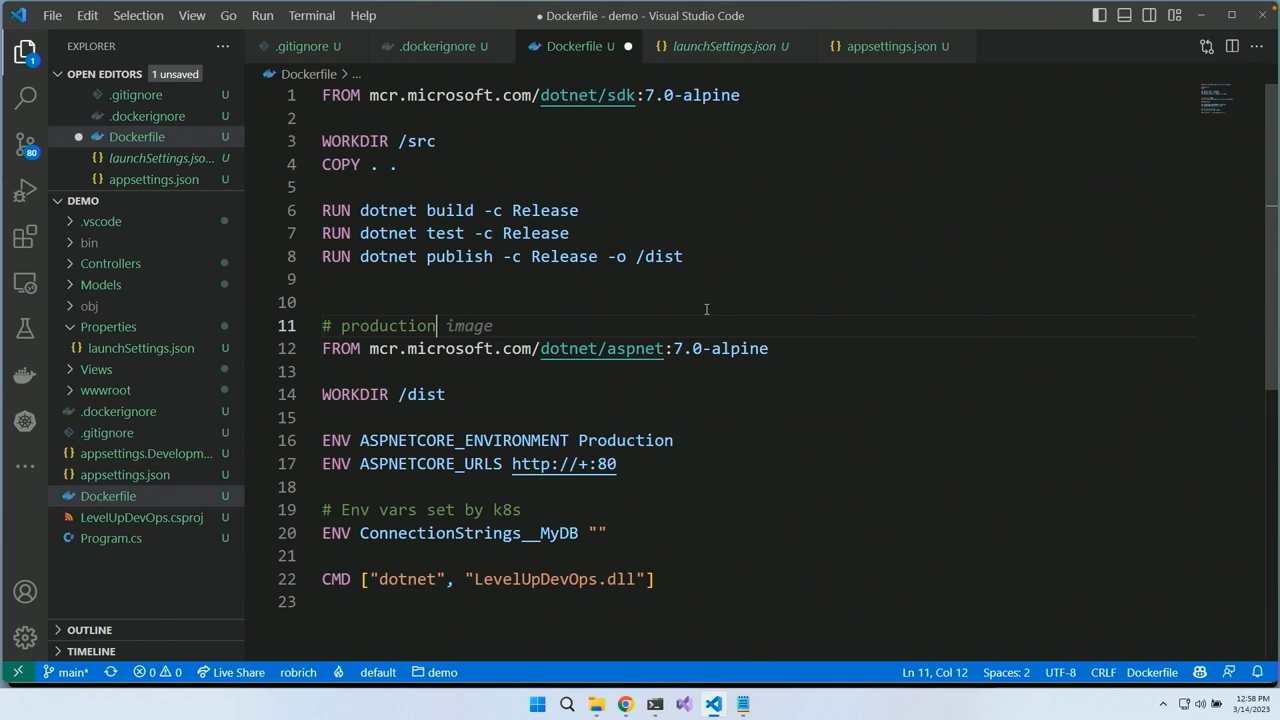 File Edit Selection View Go Run Terminal Help
● Dockerfile - demo - Visual Studio Code
EXPLORER
.gitignore U
.dockerignore U
Dockerfile U
launchSettings.json U
appsettings.json U
OPEN EDITORS 1 unsaved
.gitignore U
.dockerignore U
Dockerfile U
launchSettings.jso... U
appsettings.json U
DEMO
.vscode
bin
Controllers
Models
obj
Properties
launchSettings.json U
Views
wwwroot
.dockerignore U
.gitignore U
appsettings.Developm... U
appsettings.json U
Dockerfile U
LevelUpDevOps.csproj U
Program.cs U
OUTLINE
TIMELINE
1
80
Dockerfile > ...
1 FROM mcr.microsoft.com/dotnet/sdk:7.0-alpine
2
3 WORKDIR /src
4 COPY . .
5
6 RUN dotnet build -c Release
7 RUN dotnet test -c Release
8 RUN dotnet publish -c Release -o /dist
9
10
11 # production image
12 FROM mcr.microsoft.com/dotnet/aspnet:7.0-alpine
13
14 WORKDIR /dist
15
16 ENV ASPNETCORE_ENVIRONMENT Production
17 ENV ASPNETCORE_URLS http://+:80
18
19 # Env vars set by k8s
20 ENV ConnectionStrings__MyDB ""
21
22 CMD ["dotnet", "LevelUpDevOps.dll"]
23
main* 0 0 Live Share robrich default demo Ln 11, Col 12 Spaces: 2 UTF-8 CRLF Dockerfile
12:58 PM
3/14/2023